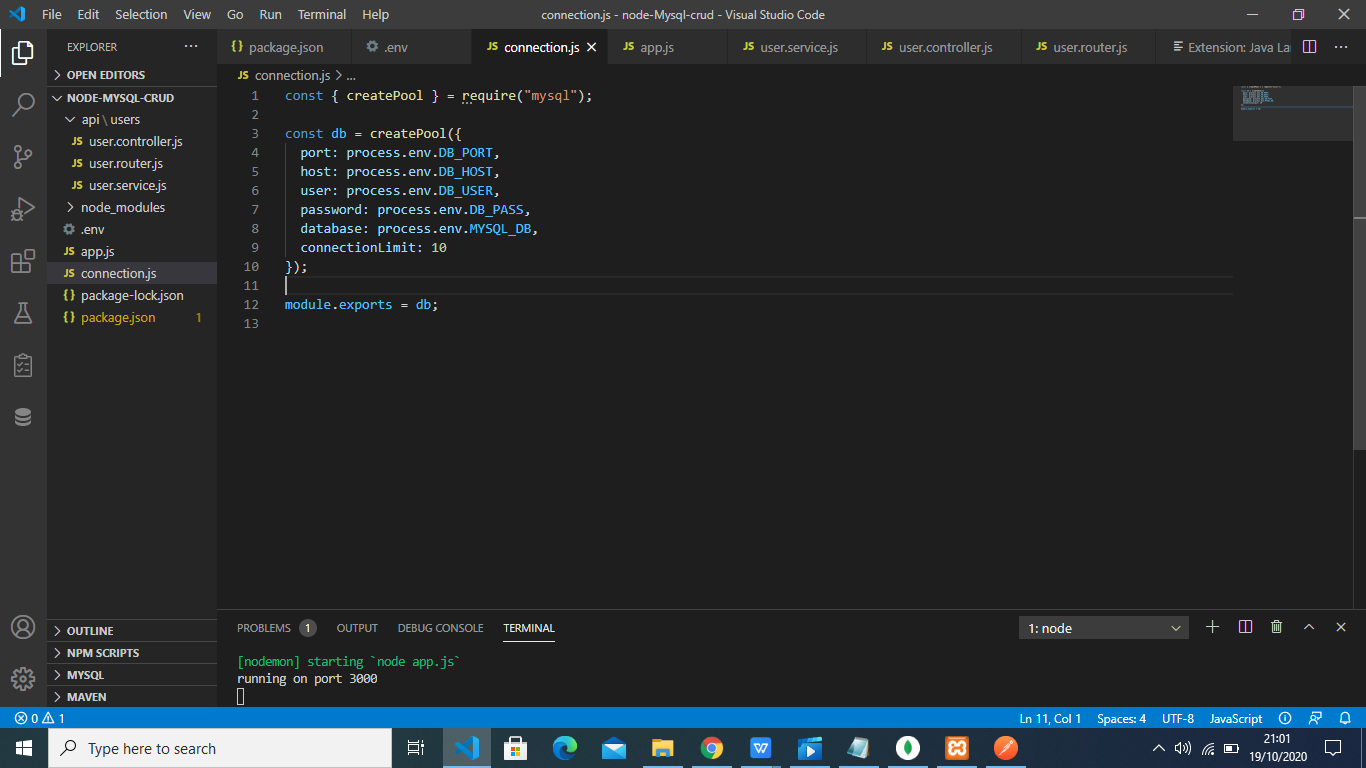 File Edit Selection View Go Run Terminal Help connection.js - node-Mysql-crud - Visual Studio Code
EXPLORER ...
{} package.json .env JS connection.js JS app.js JS user.service.js JS user.controller.js JS user.router.js Extension: Java La ...
OPEN EDITORS
JS connection.js > ...
NODE-MYSQL-CRUD
api \ users
JS user.controller.js
JS user.router.js
JS user.service.js
node_modules
.env
JS app.js
JS connection.js
{} package-lock.json
{} package.json 1
1 const { createPool } = require("mysql");
2
3 const db = createPool({
4 port: process.env.DB_PORT,
5 host: process.env.DB_HOST,
6 user: process.env.DB_USER,
7 password: process.env.DB_PASS,
8 database: process.env.MYSQL_DB,
9 connectionLimit: 10
10 });
11
12 module.exports = db;
13
OUTLINE
NPM SCRIPTS
MYSQL
MAVEN
PROBLEMS 1 OUTPUT DEBUG CONSOLE TERMINAL 1: node
[nodemon] starting `node app.js`
running on port 3000
0 1 Ln 11, Col 1 Spaces: 4 UTF-8 JavaScript
Type here to search
21:01
19/10/2020